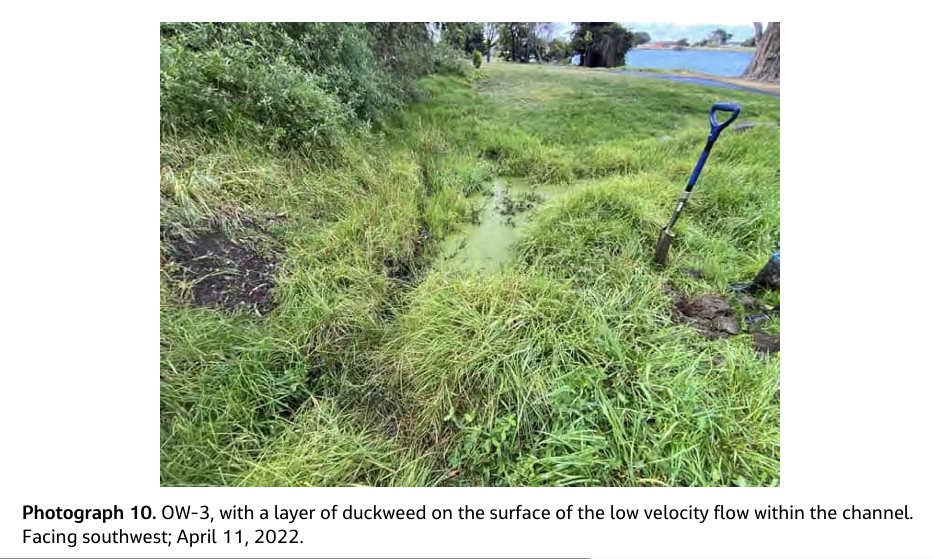 Photograph 10. OW-3, with a layer of duckweed on the surface of the low velocity flow within the channel.
Facing southwest; April 11, 2022.